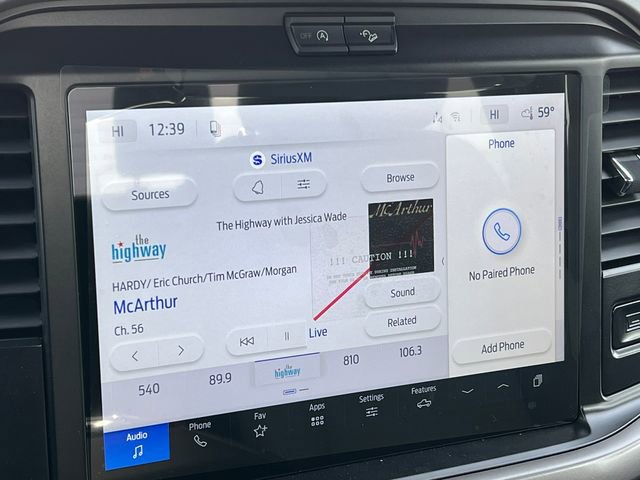 OFF
HI 12:39
HI 59°
SiriusXM
Phone
Sources
Browse
The Highway with Jessica Wade
McArthur
the highway
!!! CAUTION !!!
HARDY/ Eric Church/Tim McGraw/Morgan
McArthur
No Paired Phone
Ch. 56
Sound
Live
Related
Add Phone
540
89.9
the highway
810
106.3
Audio
Phone
Fav
Apps
Settings
Features